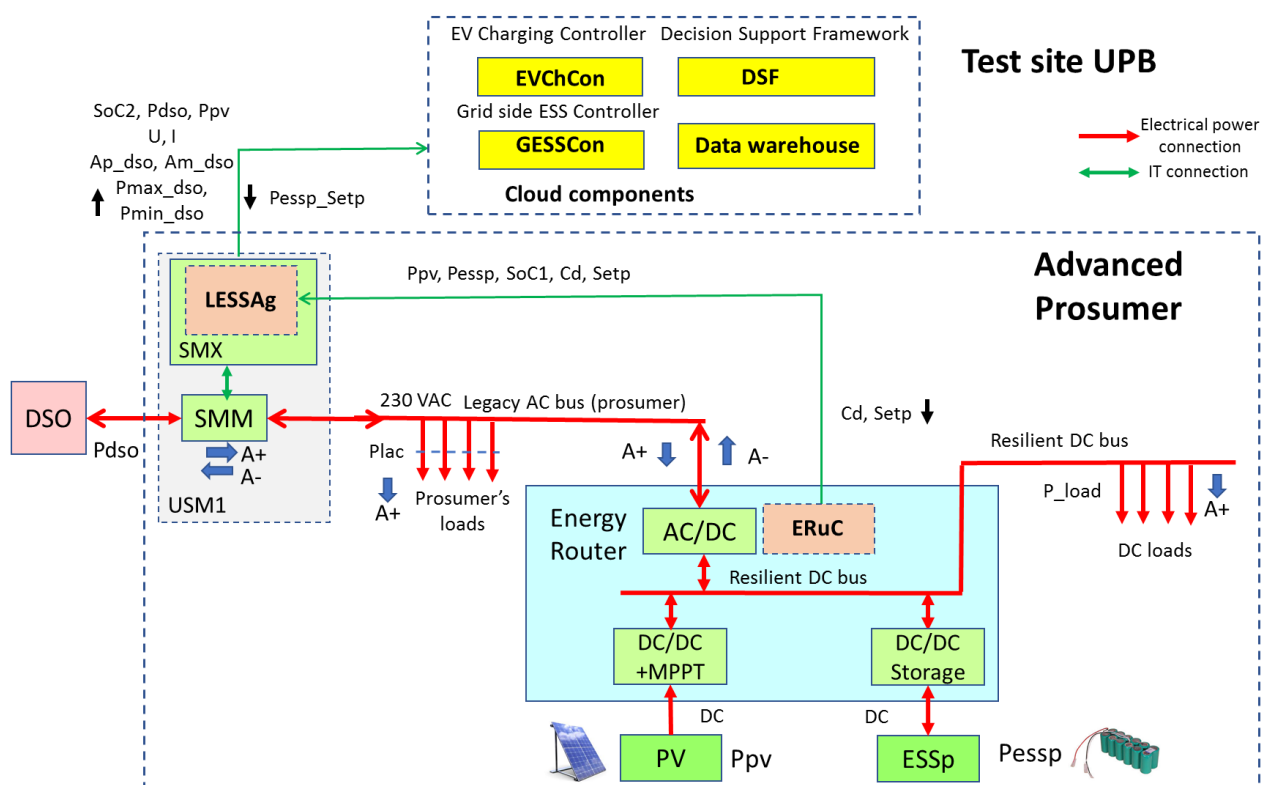 EV Charging Controller
Decision Support Framework
Test site UPB
EVChCon
DSF
Grid side ESS Controller
GESSCon
Data warehouse
Cloud components
Electrical power
connection
IT connection
SoC2, Pdso, Ppv
U, I
Ap_dso, Am_dso
Pmax_dso,
Pmin_dso
Pessp_Setp
Advanced
Prosumer
Ppv, Pessp, SoC1, Cd, Setp
LESSAg
SMX
DSO
SMM
Pdso
A+
A-
USM1
230 VAC
Legacy AC bus (prosumer)
Plac
A+
Prosumer's
loads
A+
A-
Cd, Setp
Resilient DC bus
P_load
A+
DC loads
Energy
Router
AC/DC
ERuC
Resilient DC bus
DC/DC
+MPPT
DC/DC
Storage
DC
DC
PV
Ppv
ESSp
Pessp